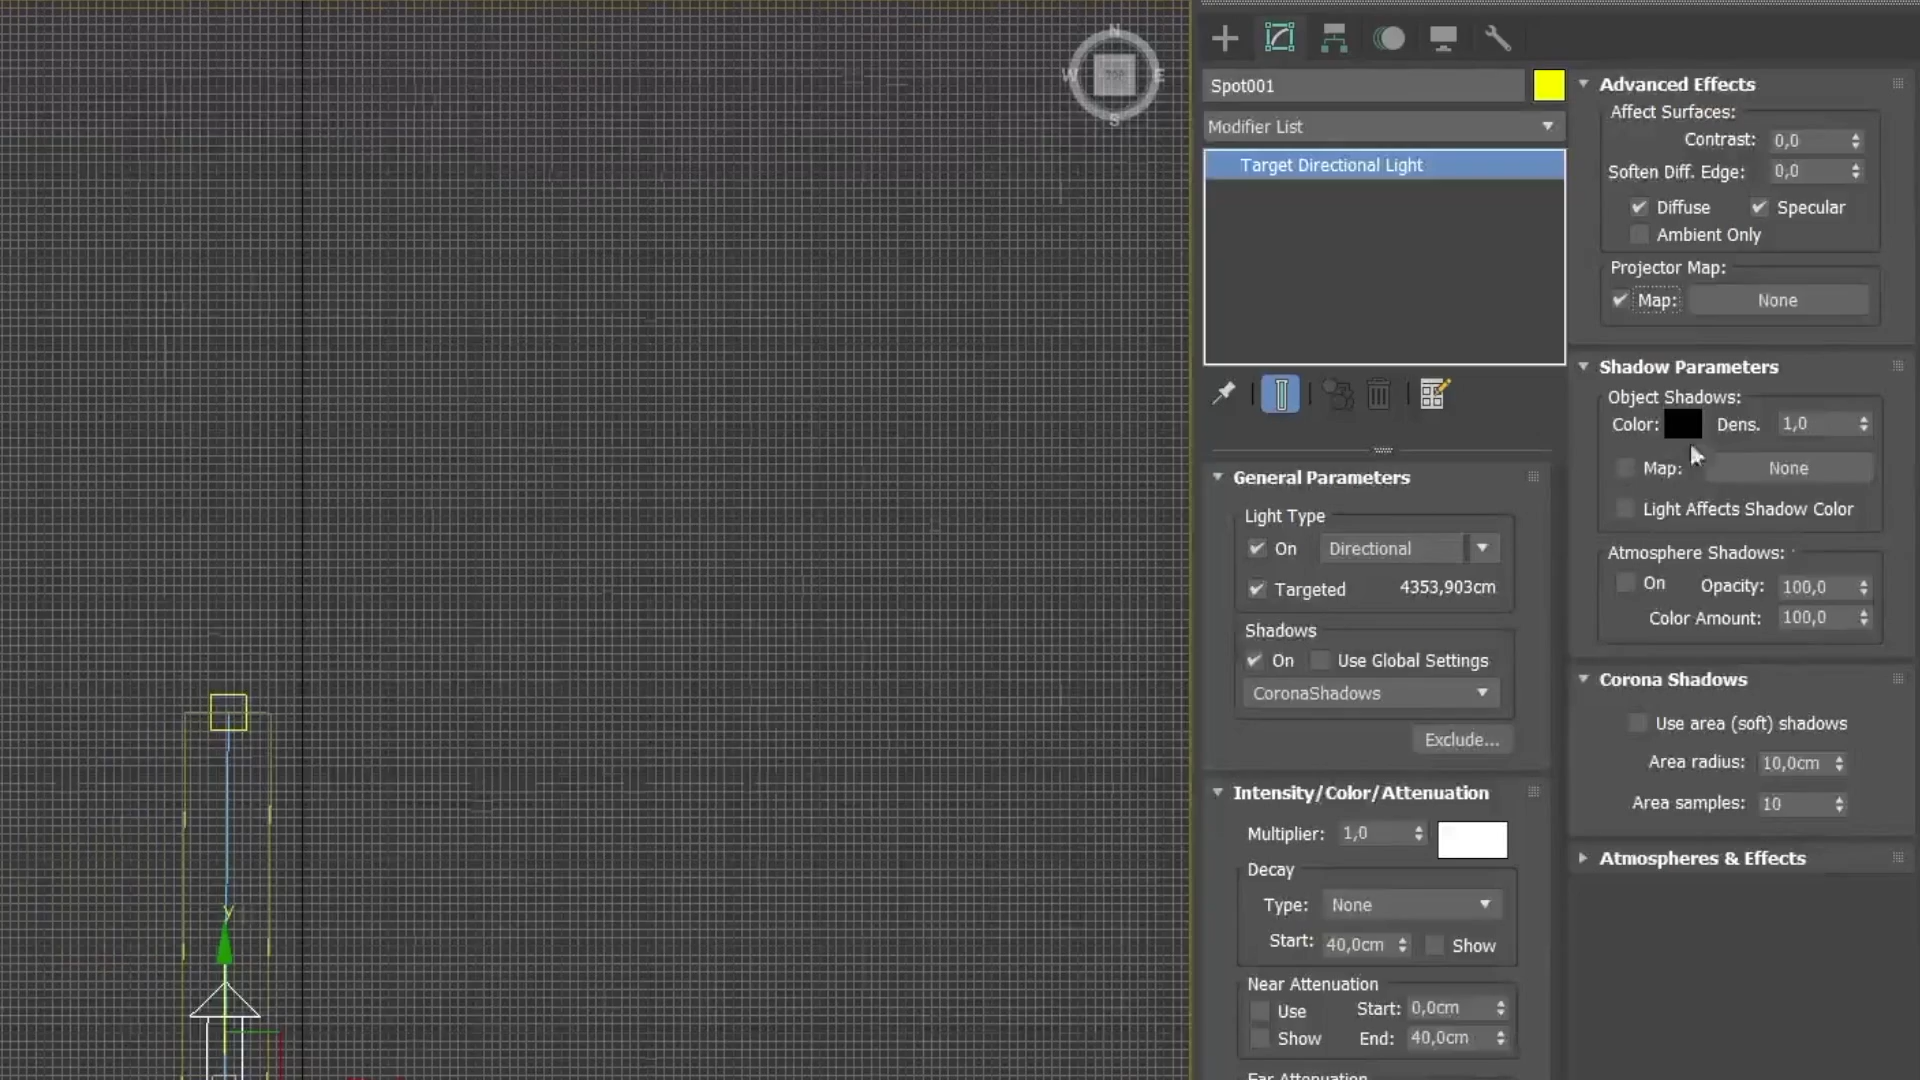 N
W
E
S
TOP
y
Spot001
Modifier List
Target Directional Light
General Parameters
Light Type
On Directional
Targeted 4353,903cm
Shadows
On Use Global Settings
CoronaShadows
Exclude...
Intensity/Color/Attenuation
Multiplier: 1,0
Decay
Type: None
Start: 40,0cm Show
Near Attenuation
Use Start: 0,0cm
Show End: 40,0cm
Far Attenuation
Advanced Effects
Affect Surfaces:
Contrast: 0,0
Soften Diff. Edge: 0,0
Diffuse Specular
Ambient Only
Projector Map:
Map: None
Shadow Parameters
Object Shadows:
Color: Dens. 1,0
Map: None
Light Affects Shadow Color
Atmosphere Shadows:
On Opacity: 100,0
Color Amount: 100,0
Corona Shadows
Use area (soft) shadows
Area radius: 10,0cm
Area samples: 10
Atmospheres & Effects